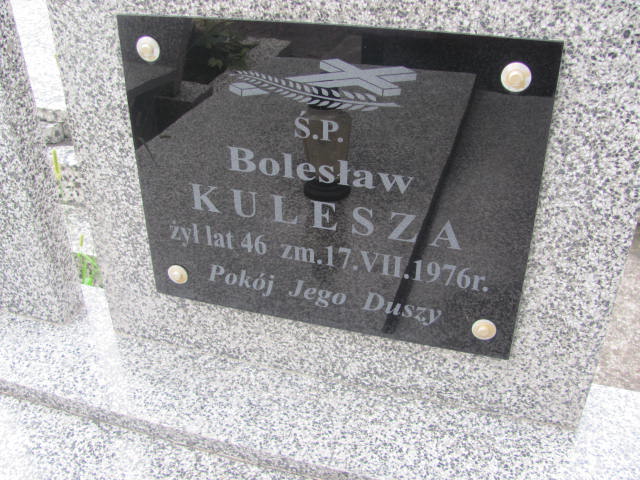 Ś.P.
Bolesław
KULESZA
żył lat 46 zm.17.VII.1976r.
Pokój Jego Duszy